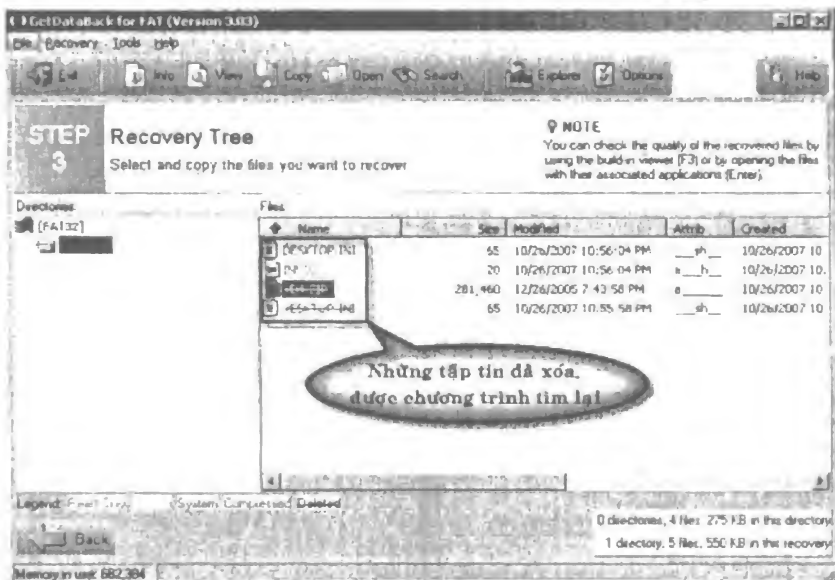 GetDataBack for FAT (Version 3.03)
File Recovery Tools Help
Exit Info View Copy Open Search Explorer Options Help
STEP 3
Recovery Tree
Select and copy the files you want to recover
NOTE
You can check the quality of the recovered files by
using the build-in viewer (F3) or by opening the files
with their associated applications (Enter).
Directories
[FAT32]
Files
Name Size Modified Attrib Created
DESKTOP.INI 65 10/26/2007 10:56:04 PM __sh__ 10/26/2007 10
20 10/26/2007 10:56:04 PM a__h__ 10/26/2007 10:
281,460 12/26/2005 7:43:58 PM a_____ 10/26/2007 10
65 10/26/2007 10:55:58 PM __sh__ 10/26/2007 10
Những tập tin đã xóa,
được chương trình tìm lại
Legend: System Compressed Deleted
0 directories, 4 files, 275 KB in this directory
1 directory, 5 files, 550 KB in this recovery
Back
Memory in use: 682,384